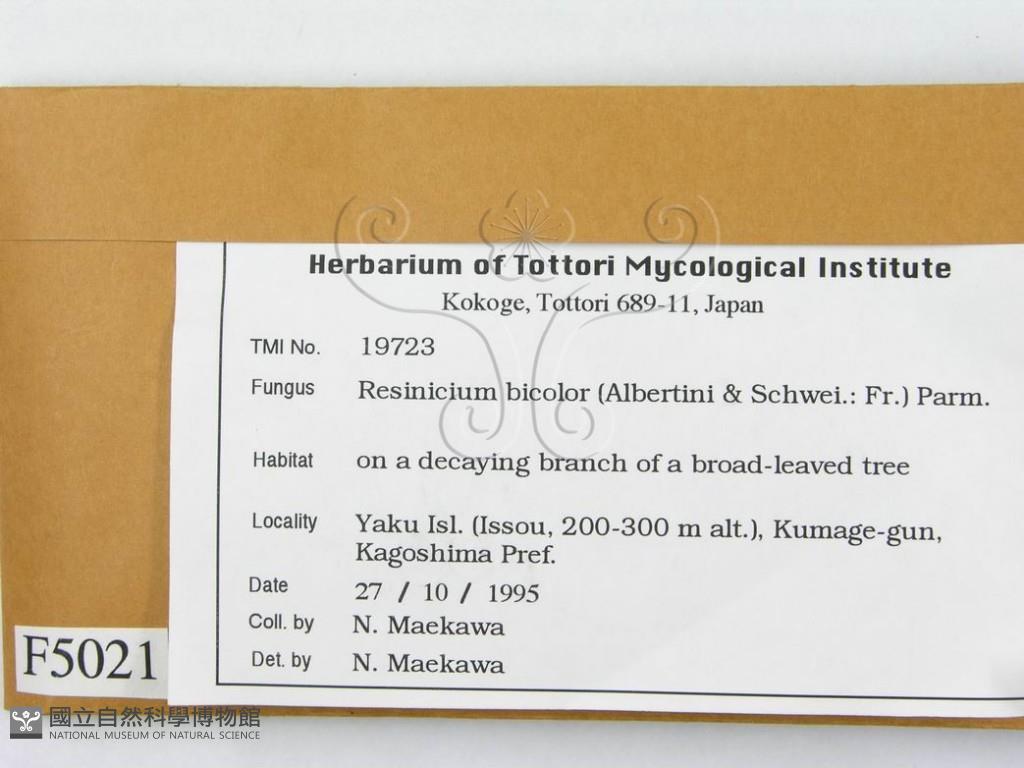 Herbarium of Tottori Mycological Institute
Kokoge, Tottori 689-11, Japan
TMI No. 19723
Fungus Resinicium bicolor (Albertini & Schwei.: Fr.) Parm.
Habitat on a decaying branch of a broad-leaved tree
Locality Yaku Isl. (Issou, 200-300 m alt.), Kumage-gun,
Kagoshima Pref.
Date 27 / 10 / 1995
Coll. by N. Maekawa
Det. by N. Maekawa
F5021
國立自然科學博物館
NATIONAL MUSEUM OF NATURAL SCIENCE